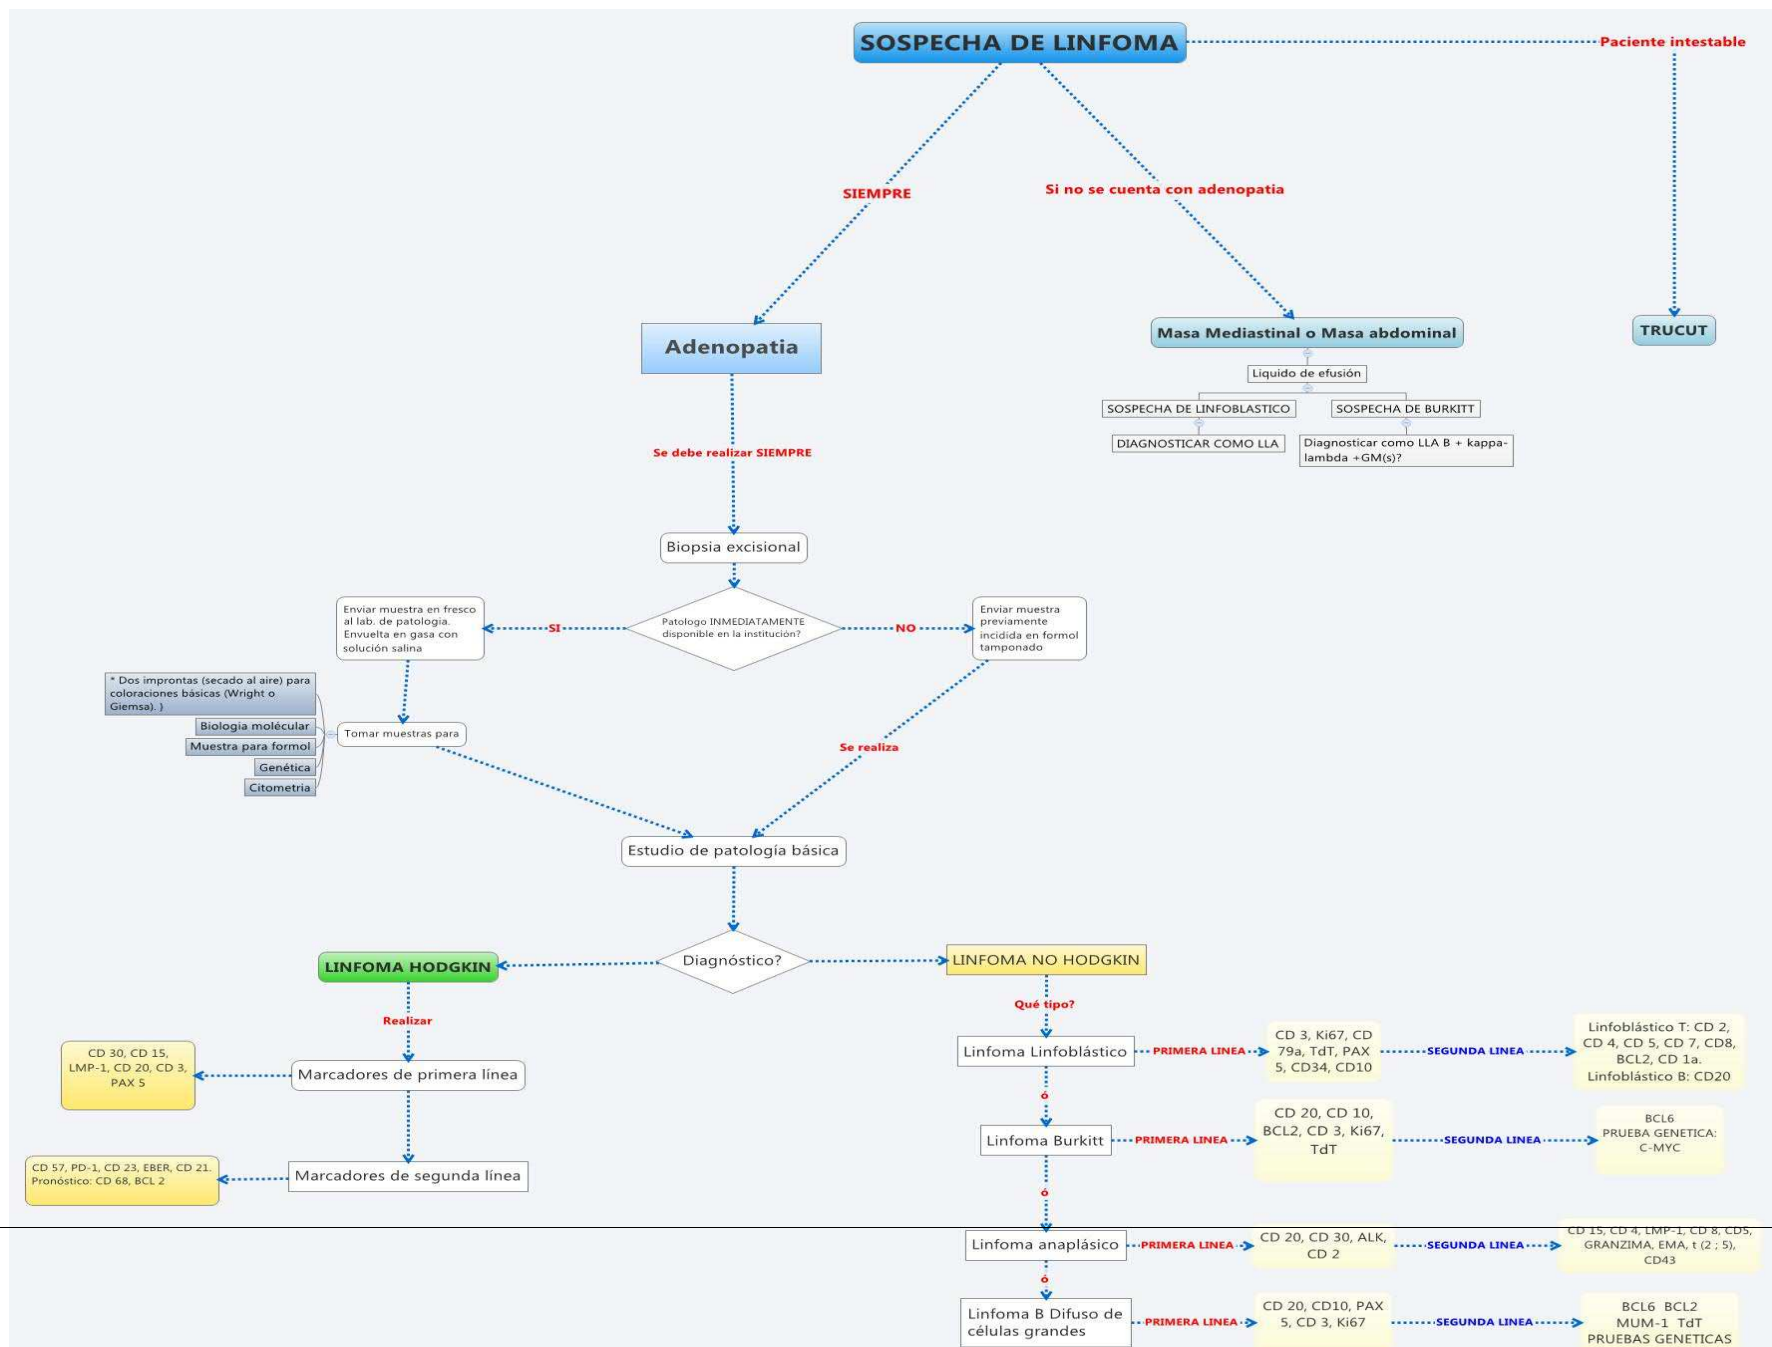 SOSPECHA DE LINFOMA
Paciente intestable
SIEMPRE
Si no se cuenta con adenopatia
Adenopatia
Masa Mediastinal o Masa abdominal
TRUCUT
Liquido de efusión
SOSPECHA DE LINFOBLASTICO
SOSPECHA DE BURKITT
DIAGNOSTICAR COMO LLA
Diagnosticar como LLA B + kappa-
lambda +GM(s)?
Se debe realizar SIEMPRE
Biopsia excisional
Patologo INMEDIATAMENTE
disponible en la institución?
SI
NO
Enviar muestra en fresco
al lab. de patologia.
Envuelta en gasa con
solución salina
Enviar muestra
previamente
incidida en formol
tamponado
* Dos improntas (secado al aire) para
coloraciones básicas (Wright o
Giemsa). )
Biologia molécular
Muestra para formol
Genética
Citometria
Tomar muestras para
Se realiza
Estudio de patología básica
Diagnóstico?
LINFOMA HODGKIN
LINFOMA NO HODGKIN
Realizar
Qué tipo?
Marcadores de primera línea
CD 30, CD 15,
LMP-1, CD 20, CD 3,
PAX 5
Marcadores de segunda línea
CD 57, PD-1, CD 23, EBER, CD 21.
Pronóstico: CD 68, BCL 2
Linfoma Linfoblástico
PRIMERA LINEA
CD 3, Ki67, CD
79a, TdT, PAX
5, CD34, CD10
SEGUNDA LINEA
Linfoblástico T: CD 2,
CD 4, CD 5, CD 7, CD8,
BCL2, CD 1a.
Linfoblástico B: CD20
ó
Linfoma Burkitt
PRIMERA LINEA
CD 20, CD 10,
BCL2, CD 3, Ki67,
TdT
SEGUNDA LINEA
BCL6
PRUEBA GENETICA:
C-MYC
ó
Linfoma anaplásico
PRIMERA LINEA
CD 20, CD 30, ALK,
CD 2
SEGUNDA LINEA
CD 15, CD 4, LMP-1, CD 8, CD5,
GRANZIMA, EMA, t (2 ; 5),
CD43
ó
Linfoma B Difuso de
células grandes
PRIMERA LINEA
CD 20, CD10, PAX
5, CD 3, Ki67
SEGUNDA LINEA
BCL6 BCL2
MUM-1 TdT
PRUEBAS GENETICAS